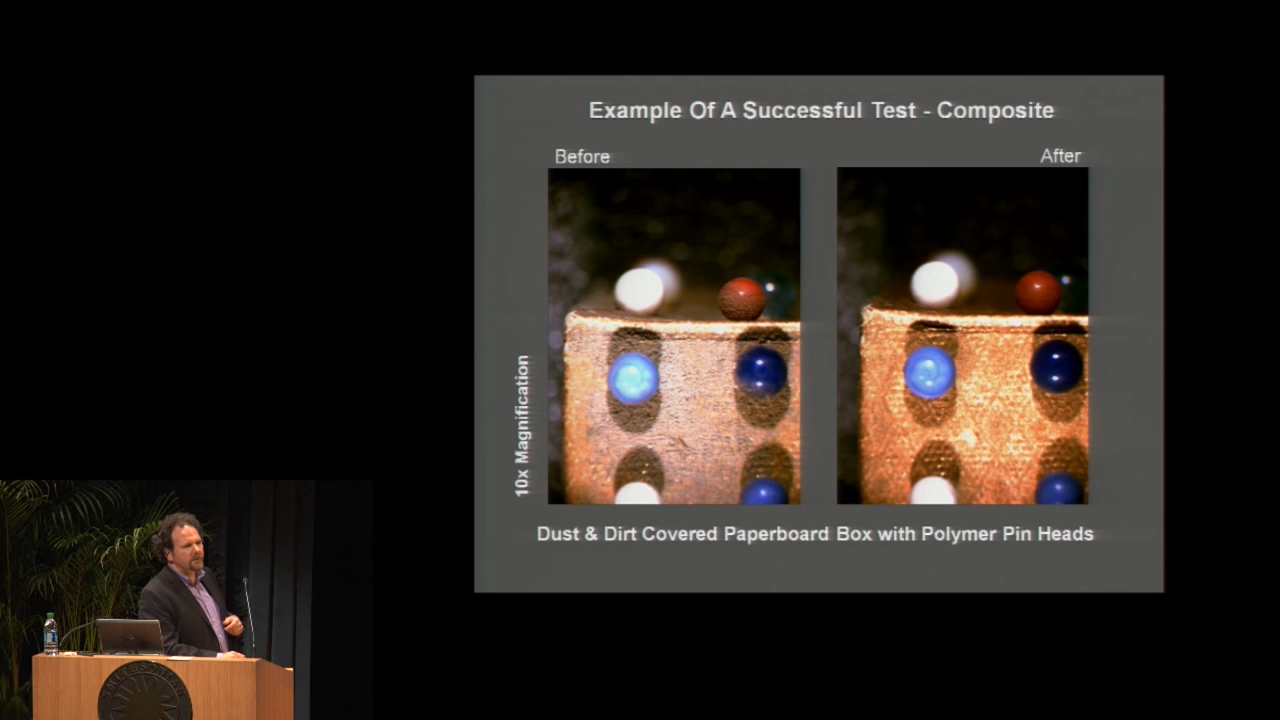 Example Of A Successful Test - Composite
Before
After
10x Magnification
Dust & Dirt Covered Paperboard Box with Polymer Pin Heads